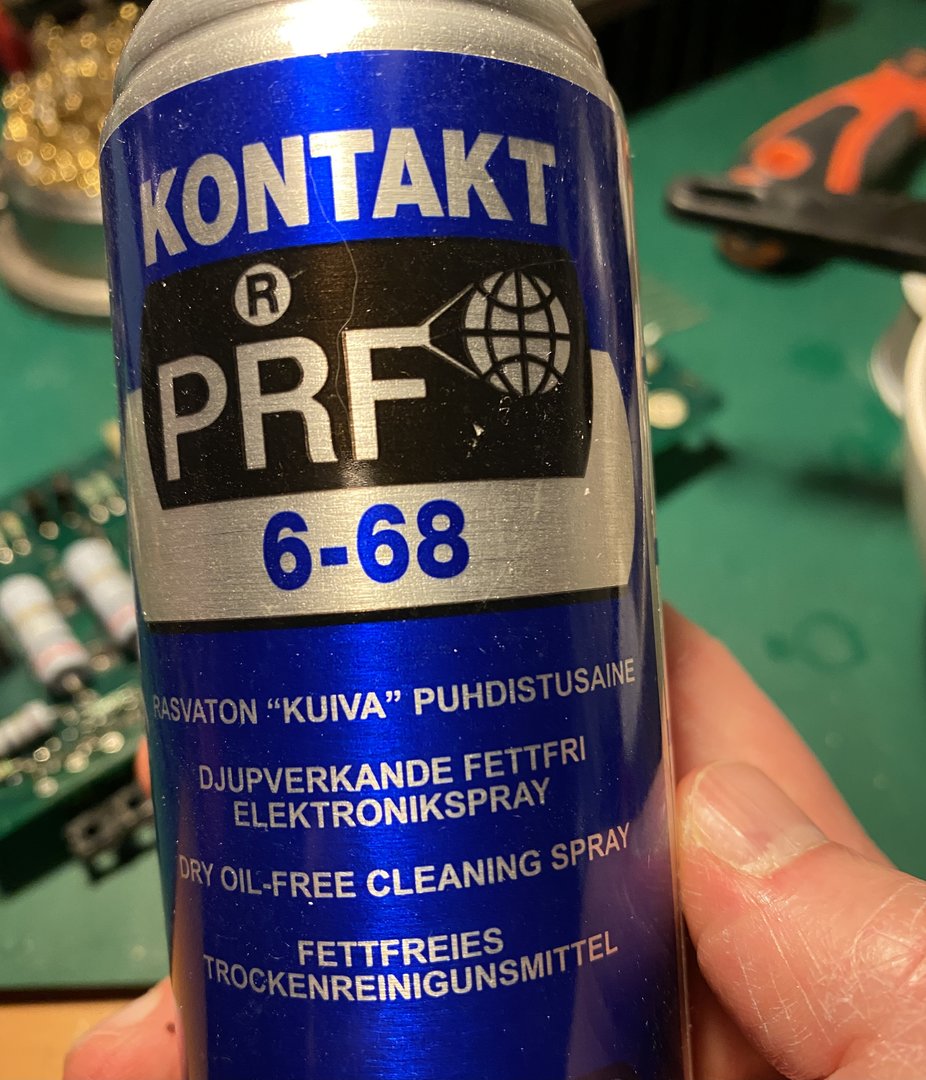 KONTAKT
®
PRF
6-68
RASVATON “KUIVA” PUHDISTUSAINE
DJUPVERKANDE FETTFRI
ELEKTRONIKSPRAY
DRY OIL-FREE CLEANING SPRAY
FETTFREIES
TROCKENREINIGUNSMITTEL